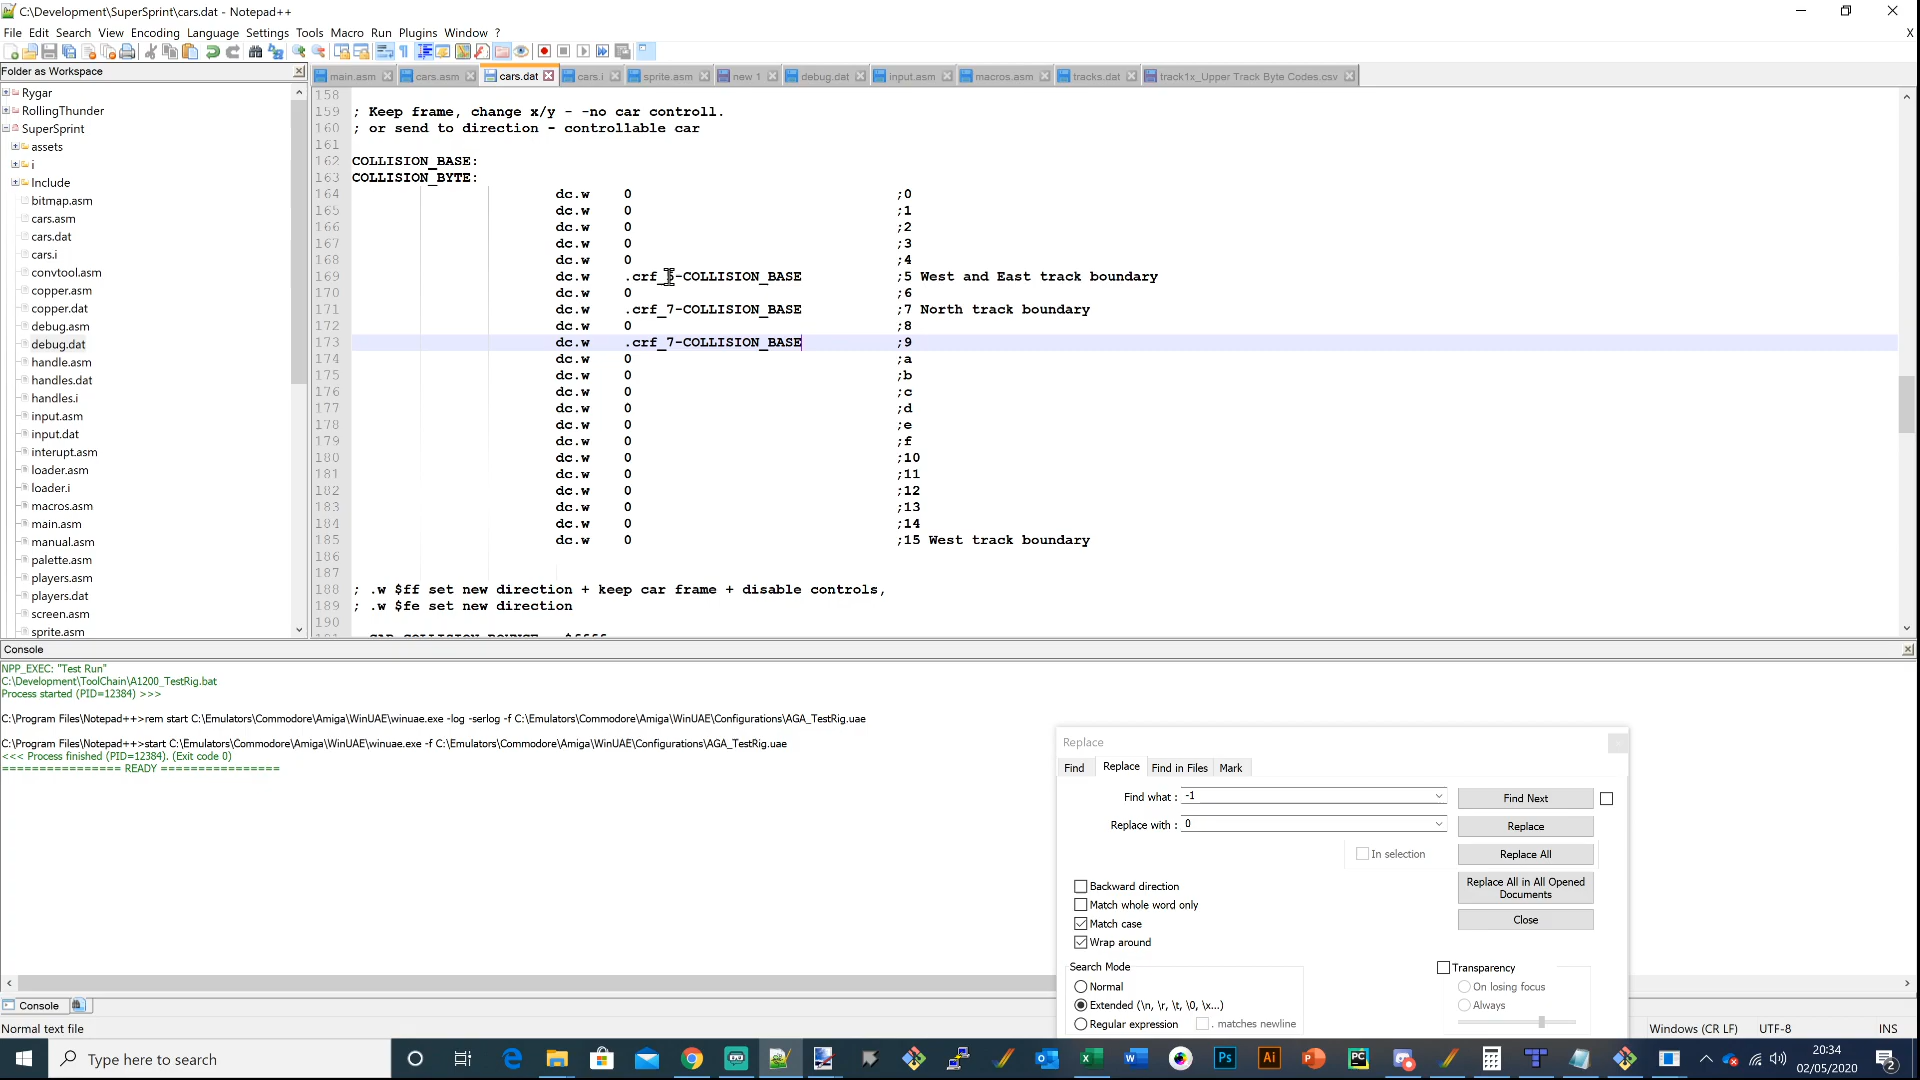 C:\Development\SuperSprint\cars.dat - Notepad++
File Edit Search View Encoding Language Settings Tools Macro Run Plugins Window ?
X
Folder as Workspace
main.asm cars.asm cars.dat cars.i sprite.asm new 1 debug.dat input.asm macros.asm tracks.dat track1x_Upper Track Byte Codes.csv
Rygar
RollingThunder
SuperSprint
assets
i
Include
bitmap.asm
cars.asm
cars.dat
cars.i
convtool.asm
copper.asm
copper.dat
debug.asm
debug.dat
handle.asm
handles.dat
handles.i
input.asm
input.dat
interupt.asm
loader.asm
loader.i
macros.asm
main.asm
manual.asm
palette.asm
players.asm
players.dat
screen.asm
sprite.asm
158
159 ; Keep frame, change x/y - -no car controll.
160 ; or send to direction - controllable car
161
162 COLLISION_BASE:
163 COLLISION_BYTE:
164 dc.w 0 ;0
165 dc.w 0 ;1
166 dc.w 0 ;2
167 dc.w 0 ;3
168 dc.w 0 ;4
169 dc.w .crf_5-COLLISION_BASE ;5 West and East track boundary
170 dc.w 0 ;6
171 dc.w .crf_7-COLLISION_BASE ;7 North track boundary
172 dc.w 0 ;8
173 dc.w .crf_7-COLLISION_BASE ;9
174 dc.w 0 ;a
175 dc.w 0 ;b
176 dc.w 0 ;c
177 dc.w 0 ;d
178 dc.w 0 ;e
179 dc.w 0 ;f
180 dc.w 0 ;10
181 dc.w 0 ;11
182 dc.w 0 ;12
183 dc.w 0 ;13
184 dc.w 0 ;14
185 dc.w 0 ;15 West track boundary
186
187
188 ; .w $ff set new direction + keep car frame + disable controls,
189 ; .w $fe set new direction
190
Console
NPP_EXEC: "Test Run"
C:\Development\ToolChain\A1200_TestRig.bat
Process started (PID=12384) >>>
C:\Program Files\Notepad++>rem start C:\Emulators\Commodore\Amiga\WinUAE\winuae.exe -log -serlog -f C:\Emulators\Commodore\Amiga\WinUAE\Configurations\AGA_TestRig.uae
C:\Program Files\Notepad++>start C:\Emulators\Commodore\Amiga\WinUAE\winuae.exe -f C:\Emulators\Commodore\Amiga\WinUAE\Configurations\AGA_TestRig.uae
<<< Process finished (PID=12384). (Exit code 0)
================ READY ================
Replace
Find Replace Find in Files Mark
Find what : -1 Find Next
Replace with : 0 Replace
In selection Replace All
Replace All in All Opened Documents
Close
Backward direction
Match whole word only
Match case
Wrap around
Search Mode
Normal
Extended (\n, \r, \t, \0, \x...)
Regular expression . matches newline
Transparency
On losing focus
Always
Console
Normal text file Windows (CR LF) UTF-8 INS
Type here to search
20:34
02/05/2020
2